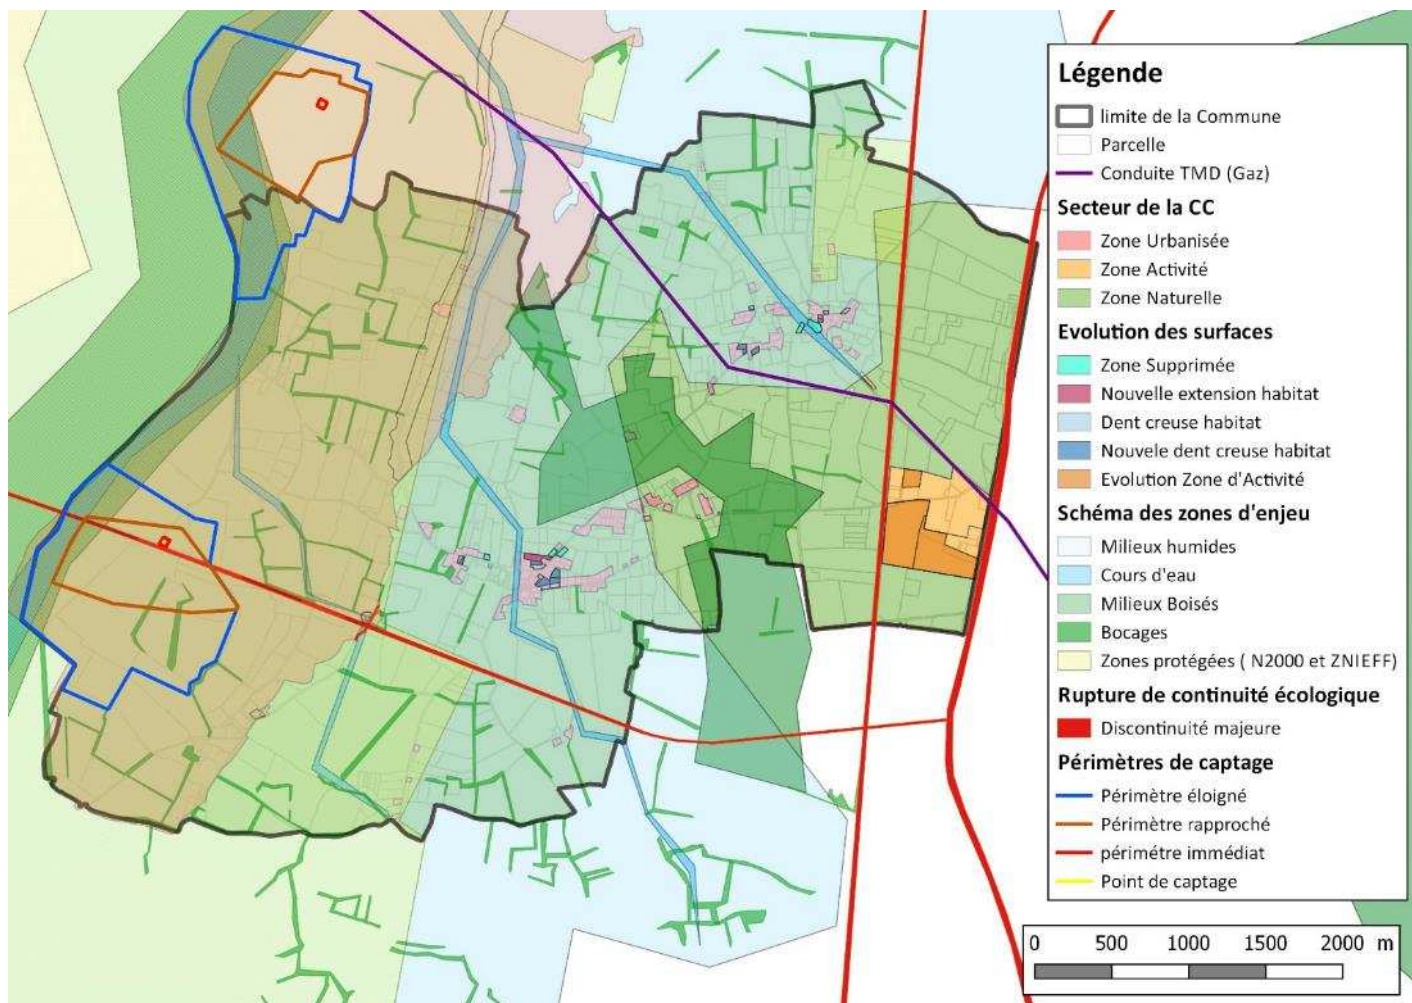 Légende
limite de la Commune
Parcelle
Conduite TMD (Gaz)
Secteur de la CC
Zone Urbanisée
Zone Activité
Zone Naturelle
Evolution des surfaces
Zone Supprimée
Nouvelle extension habitat
Dent creuse habitat
Nouvele dent creuse habitat
Evolution Zone d'Activité
Schéma des zones d'enjeu
Milieux humides
Cours d'eau
Milieux Boisés
Bocages
Zones protégées ( N2000 et ZNIEFF)
Rupture de continuité écologique
Discontinuité majeure
Périmètres de captage
Périmètre éloigné
Périmètre rapproché
périmétre immédiat
Point de captage
0 500 1000 1500 2000 m